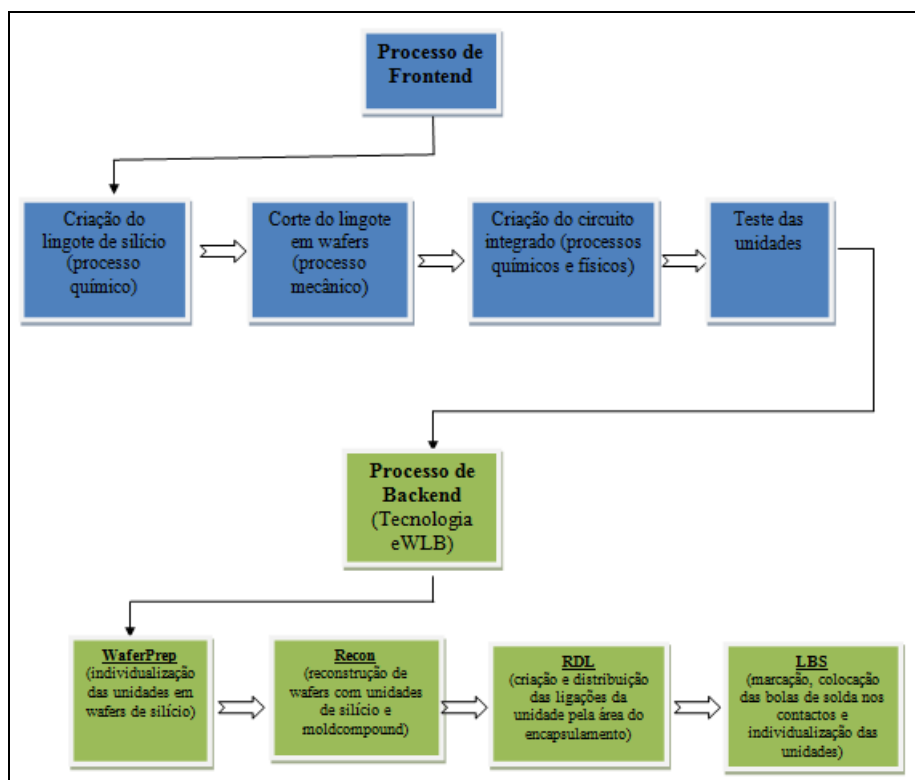 Processo de
Frontend
Criação do
lingote de silício
(processo
químico)
Corte do lingote
em wafers
(processo
mecânico)
Criação do circuito
integrado (processos
químicos e físicos)
Teste das
unidades
Processo de
Backend
(Tecnologia
eWLB)
WaferPrep
(individualização
das unidades em
wafers de silício)
Recon
(reconstrução de
wafers com unidades
de silício e
moldcompound)
RDL
(criação e distribuição
das ligações da
unidade pela área do
encapsulamento)
LBS
(marcação, colocação
das bolas de solda nos
contactos e
individualização das
unidades)